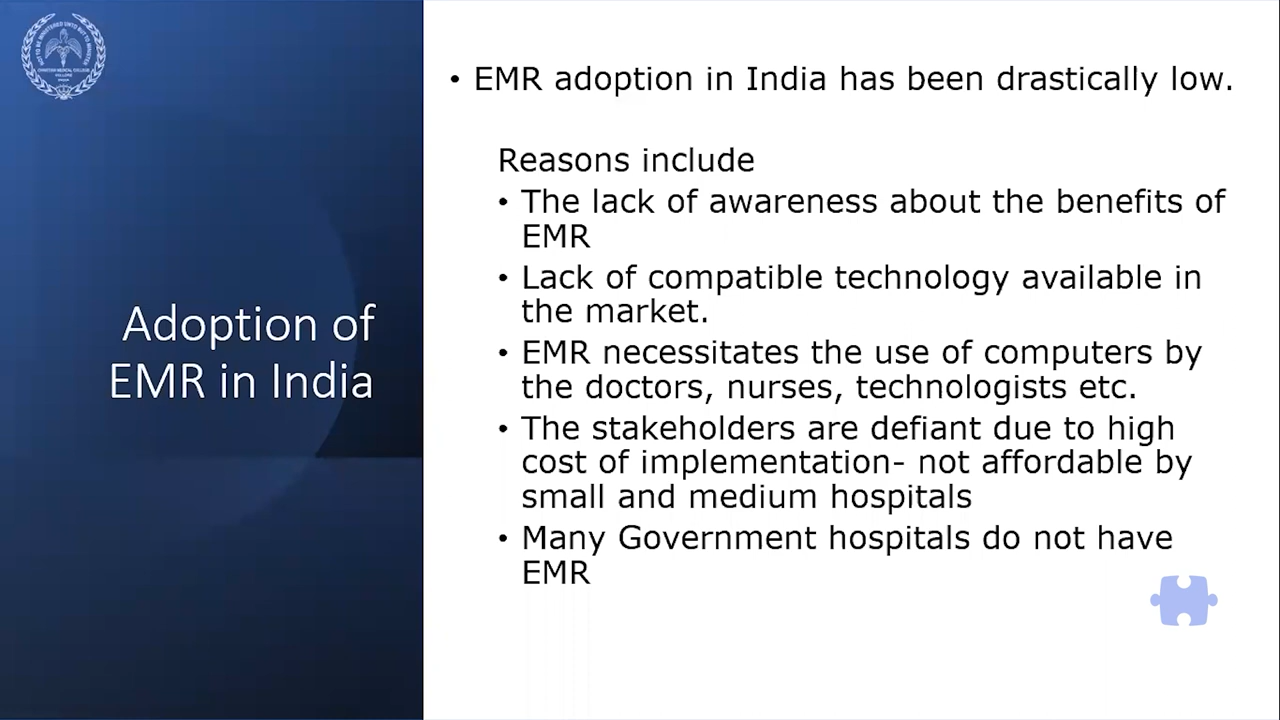 Adoption of
EMR in India
• EMR adoption in India has been drastically low.
Reasons include
• The lack of awareness about the benefits of
EMR
• Lack of compatible technology available in
the market.
• EMR necessitates the use of computers by
the doctors, nurses, technologists etc.
• The stakeholders are defiant due to high
cost of implementation- not affordable by
small and medium hospitals
• Many Government hospitals do not have
EMR